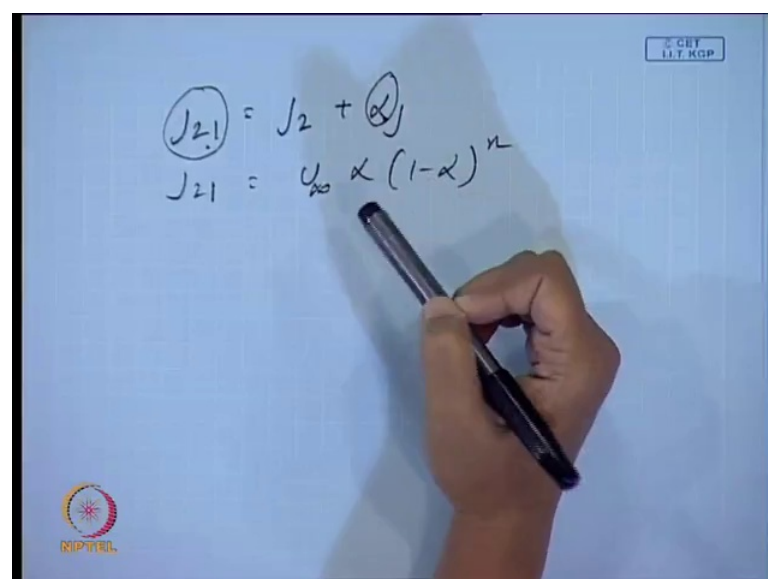 © CET
I.I.T. KGP
J₂₁ = J₂ + αJ
J₂₁ = U∞ α (1-α)ⁿ
NPTEL